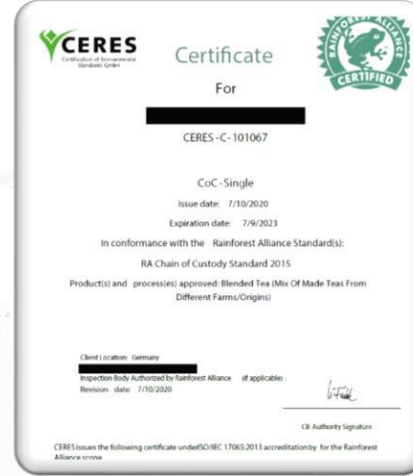 CERES
Certification of Environmental
Standards GmbH
RAINFOREST ALLIANCE
CERTIFIED
Certificate
For
CERES-C-101067
CoC-Single
Issue date: 7/10/2020
Expiration date: 7/9/2023
In conformance with the Rainforest Alliance Standard(s):
RA Chain of Custody Standard 2015
Product(s) and process(es) approved: Blended Tea (Mix Of Made Teas From
Different Farms/Origins)
Client Location: Germany
Inspection Body Authorized by Rainforest Alliance (if applicable) :
Revision date: 7/10/2020
CB Authority Signature
CERES issues the following certificate underISO/IEC 17065:2013 accreditation by for the Rainforest
Alliance scope